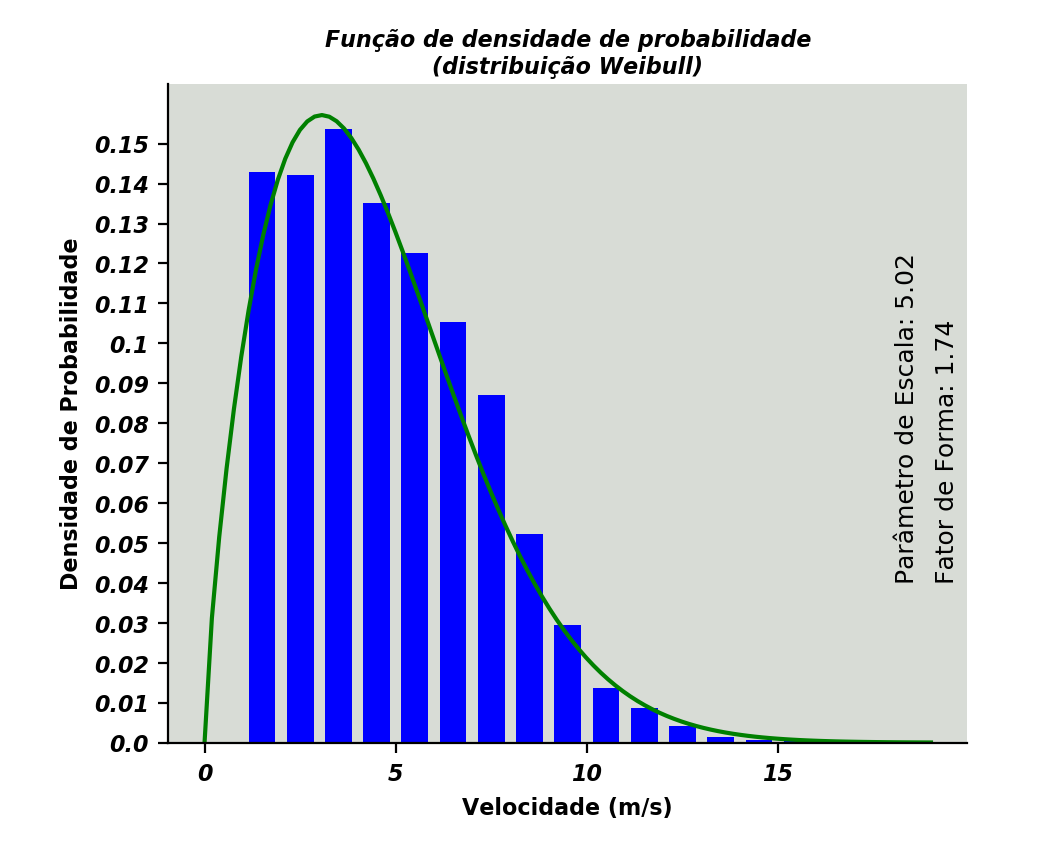 Função de densidade de probabilidade
(distribuição Weibull)
Densidade de Probabilidade
0.15
0.14
0.13
0.12
0.11
0.1
0.09
0.08
0.07
0.06
0.05
0.04
0.03
0.02
0.01
0.0
Parâmetro de Escala: 5.02
Fator de Forma: 1.74
0 5 10 15
Velocidade (m/s)